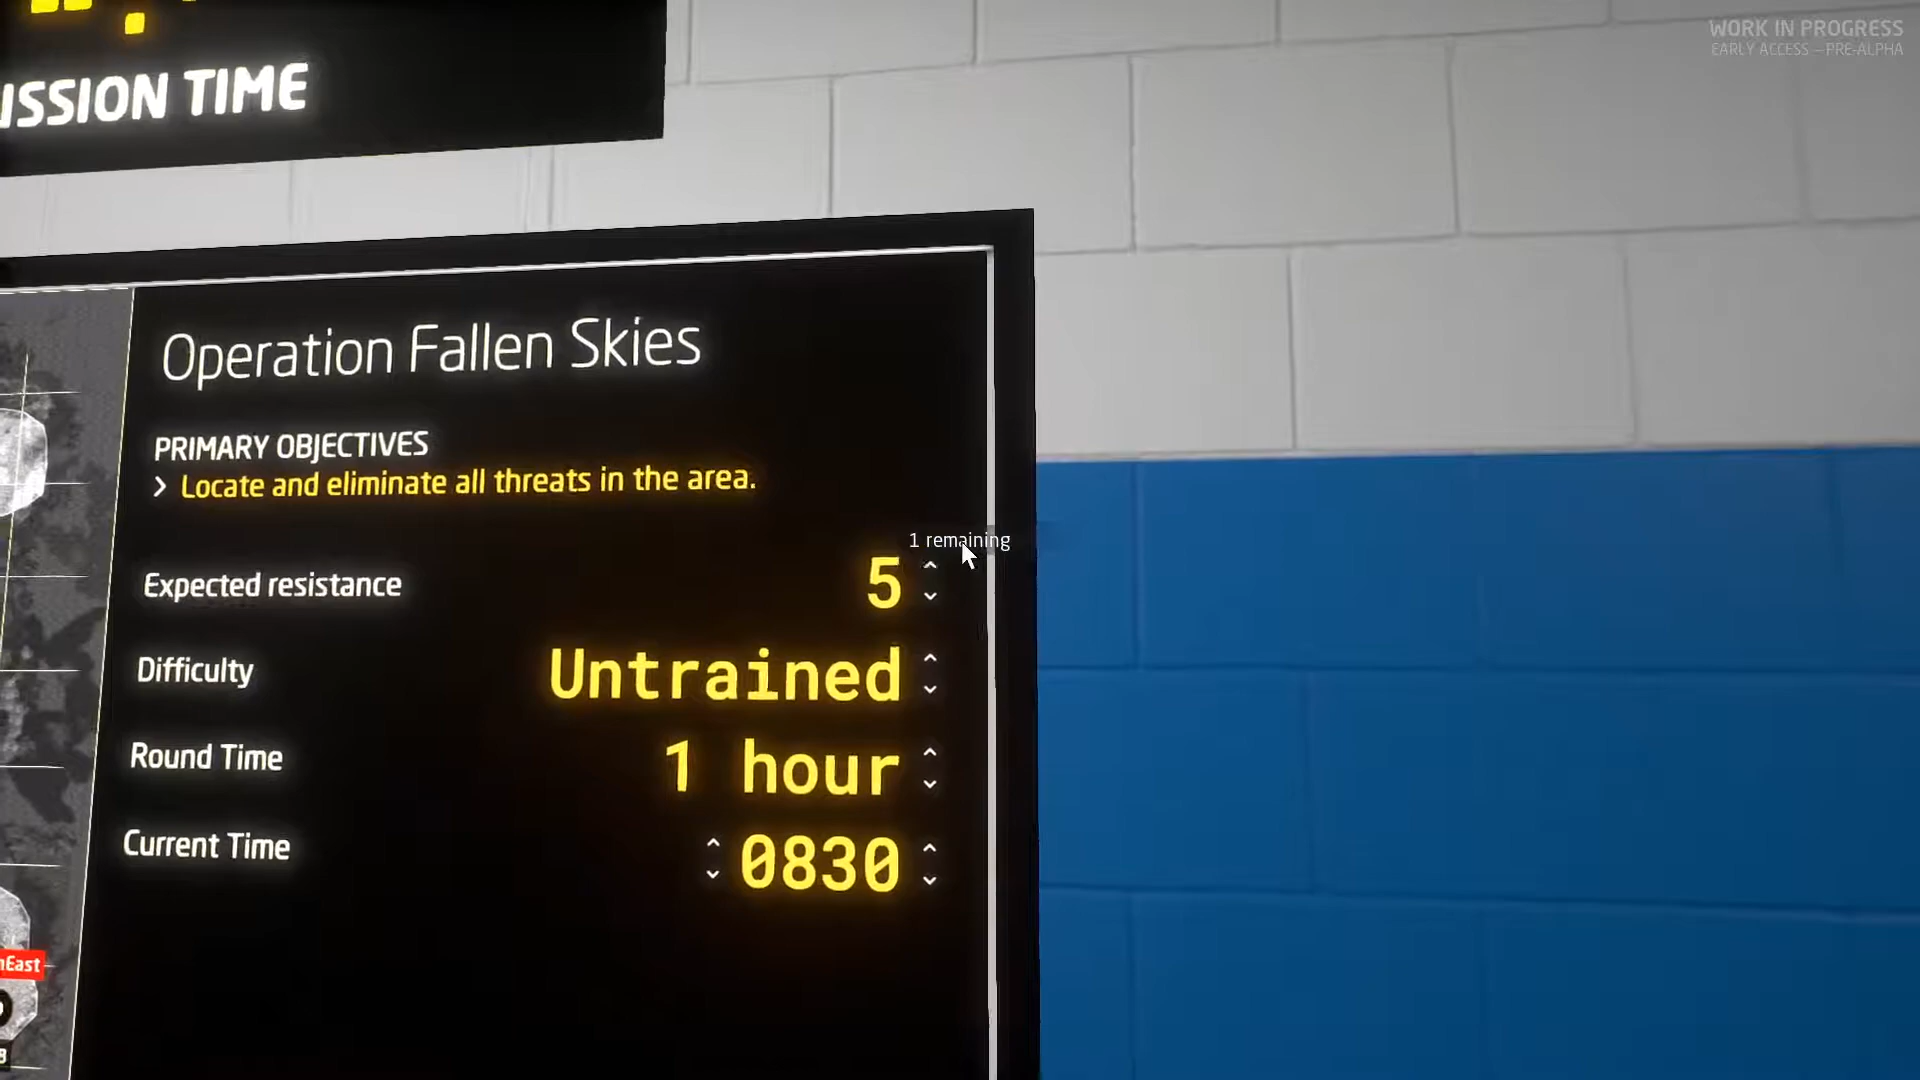 WORK IN PROGRESS
EARLY ACCESS – PRE-ALPHA
ISSION TIME
Operation Fallen Skies
PRIMARY OBJECTIVES
> Locate and eliminate all threats in the area.
1 remaining
Expected resistance 5
Difficulty Untrained
Round Time 1 hour
Current Time 0830
East